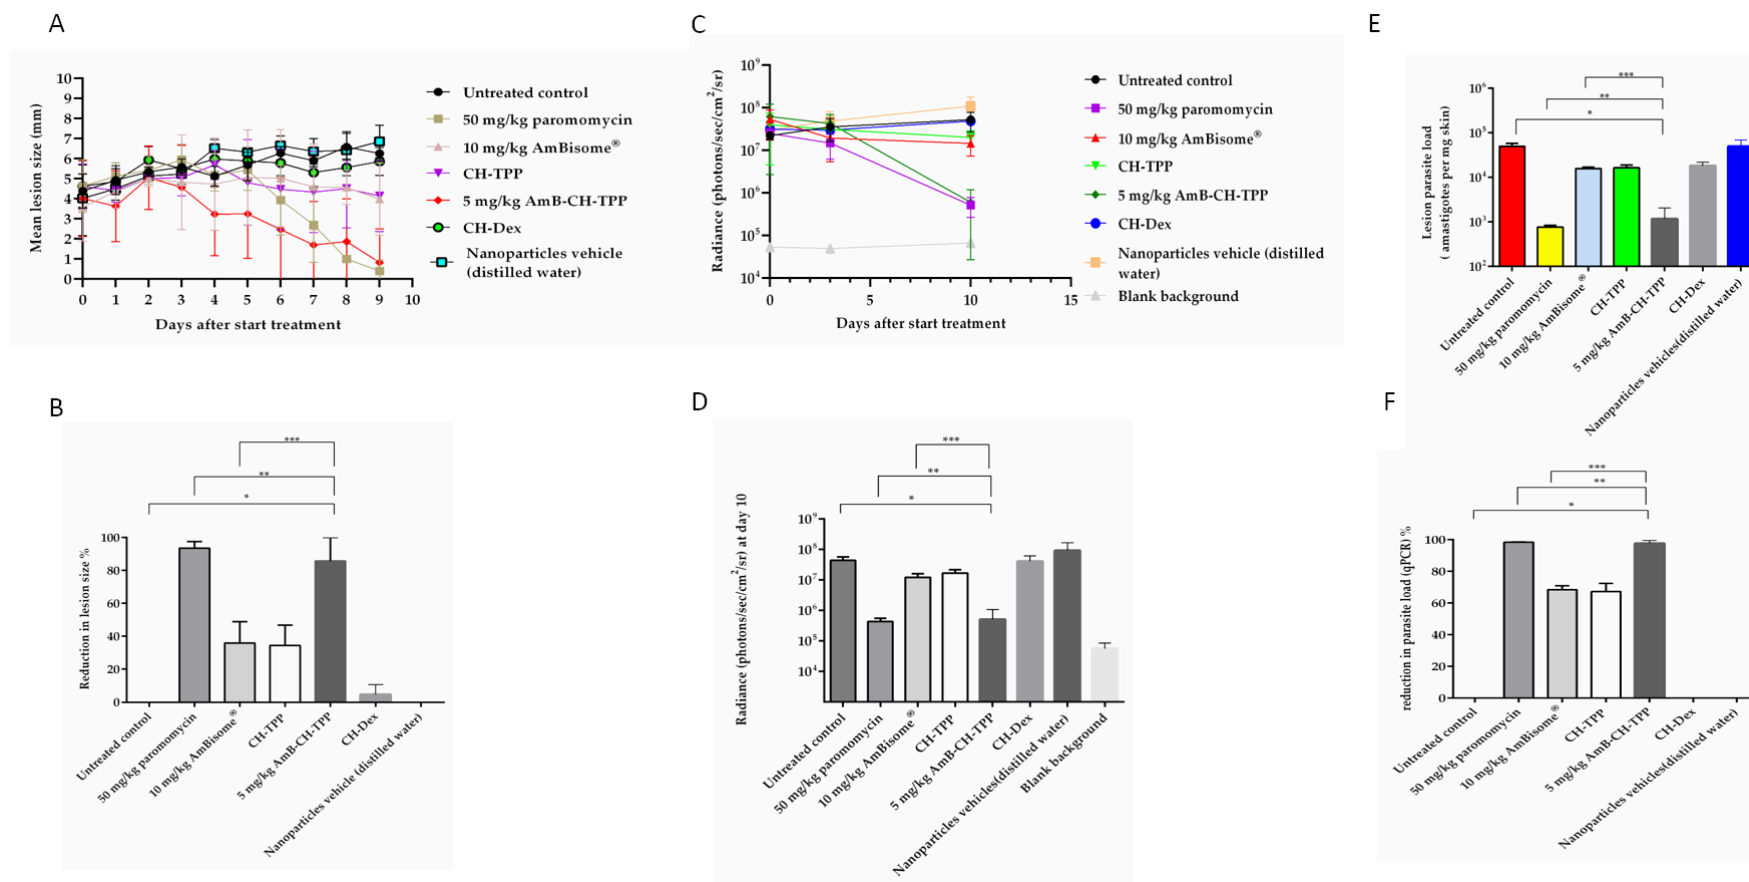 A
Mean lesion size (mm)
10
9
8
7
6
5
4
3
2
1
0
0 1 2 3 4 5 6 7 8 9 10
Days after start treatment
Untreated control
50 mg/kg paromomycin
10 mg/kg AmBisome®
CH-TPP
5 mg/kg AmB-CH-TPP
CH-Dex
Nanoparticles vehicle
(distilled water)
B
***
**
*
Reduction in lesion size %
100
80
60
40
20
0
Untreated control
50 mg/kg paromomycin
10 mg/kg AmBisome®
CH-TPP
5 mg/kg AmB-CH-TPP
CH-Dex
Nanoparticles vehicle (distilled water)
C
Radiance (photons/sec/cm²/sr)
10⁹
10⁸
10⁷
10⁶
10⁵
10⁴
0 5 10 15
Days after start treatment
Untreated control
50 mg/kg paromomycin
10 mg/kg AmBisome®
CH-TPP
5 mg/kg AmB-CH-TPP
CH-Dex
Nanoparticles vehicle (distilled
water)
Blank background
D
***
**
*
Radiance (photons/sec/cm²/sr) at day 10
10⁹
10⁸
10⁷
10⁶
10⁵
10⁴
Untreated control
50 mg/kg paromomycin
10 mg/kg AmBisome®
CH-TPP
5 mg/kg AmB-CH-TPP
CH-Dex
Nanoparticles vehicles(distilled water)
Blank background
E
***
**
*
Lesion parasite load
( amastigotes per mg skin)
10⁶
10⁵
10⁴
10³
10²
Untreated control
50 mg/kg paromomycin
10 mg/kg AmBisome®
CH-TPP
5 mg/kg AmB-CH-TPP
CH-Dex
Nanoparticles vehicles(distilled water)
F
***
**
*
reduction in parasite load (qPCR) %
100
80
60
40
20
0
Untreated control
50 mg/kg paromomycin
10 mg/kg AmBisome®
CH-TPP
5 mg/kg AmB-CH-TPP
CH-Dex
Nanoparticles vehicles(distilled water)